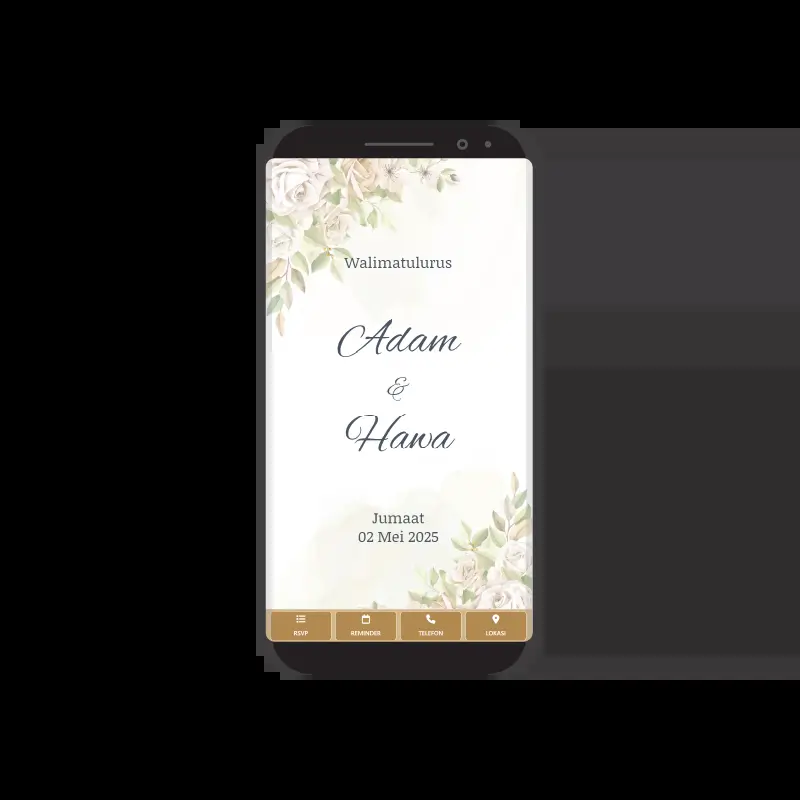 Walimatulurus
Adam
&
Hawa
Jumaat
02 Mei 2025
RSVP REMINDER TELEFON LOKASI